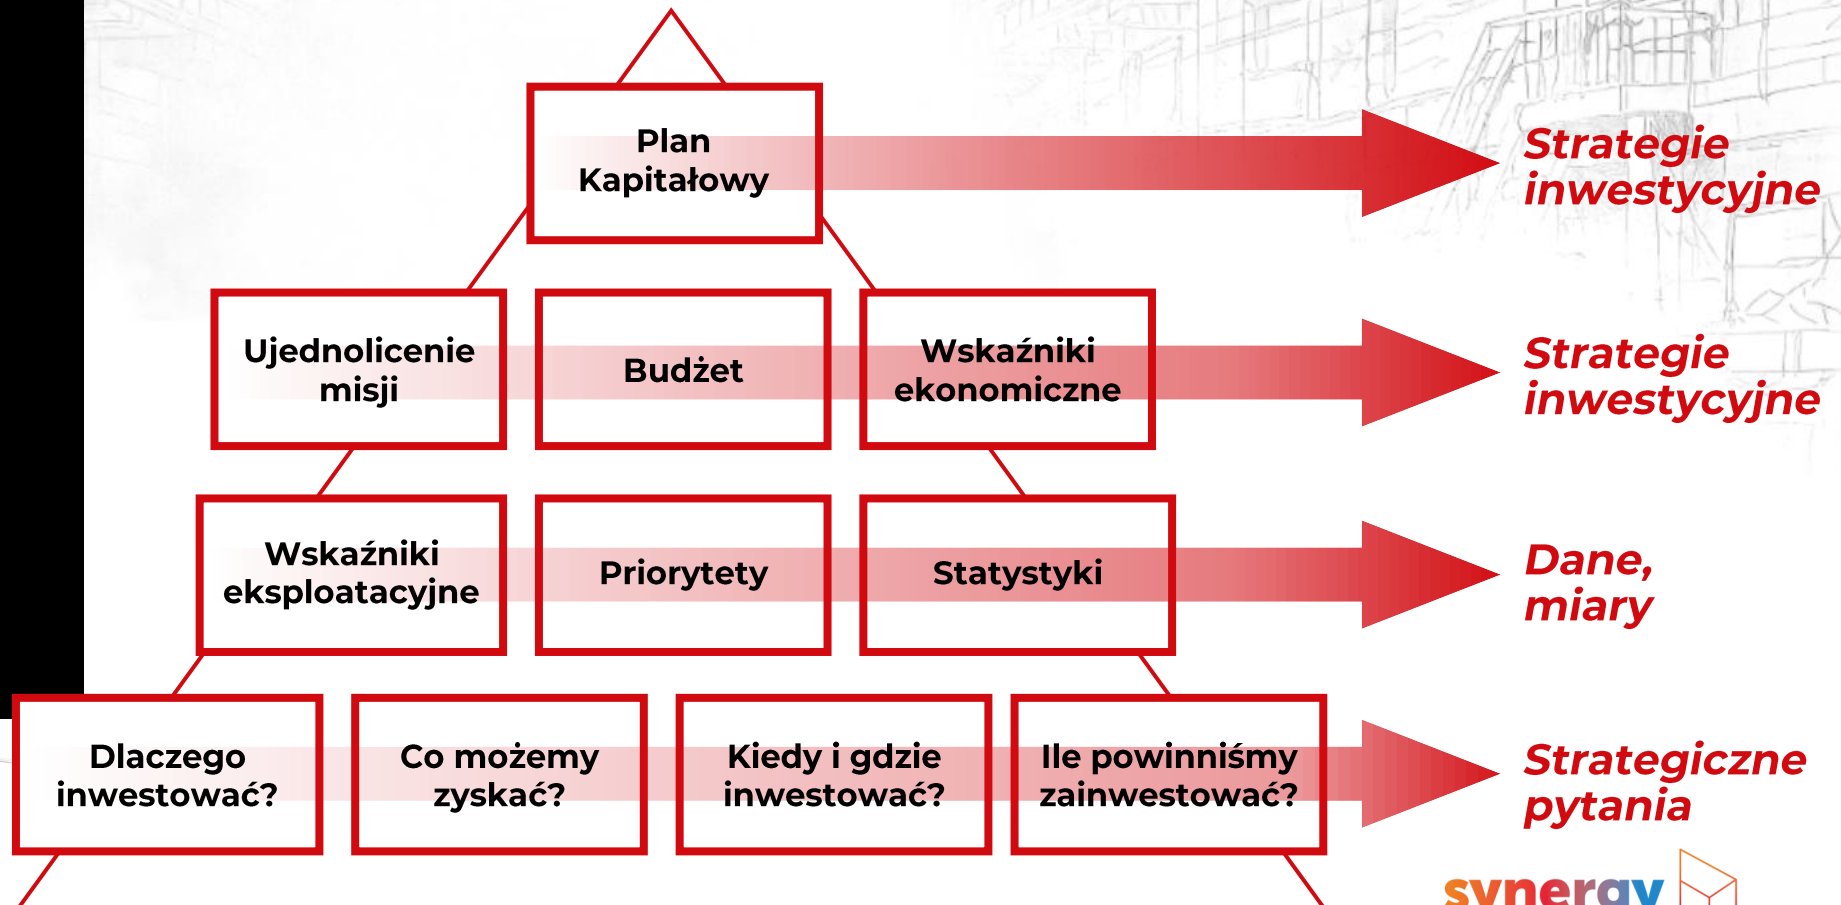 Plan
Kapitałowy
Strategie
inwestycyjne
Ujednolicenie
misji
Budżet
Wskaźniki
ekonomiczne
Strategie
inwestycyjne
Wskaźniki
eksploatacyjne
Priorytety
Statystyki
Dane,
miary
Dlaczego
inwestować?
Co możemy
zyskać?
Kiedy i gdzie
inwestować?
Ile powinniśmy
zainwestować?
Strategiczne
pytania
synergy